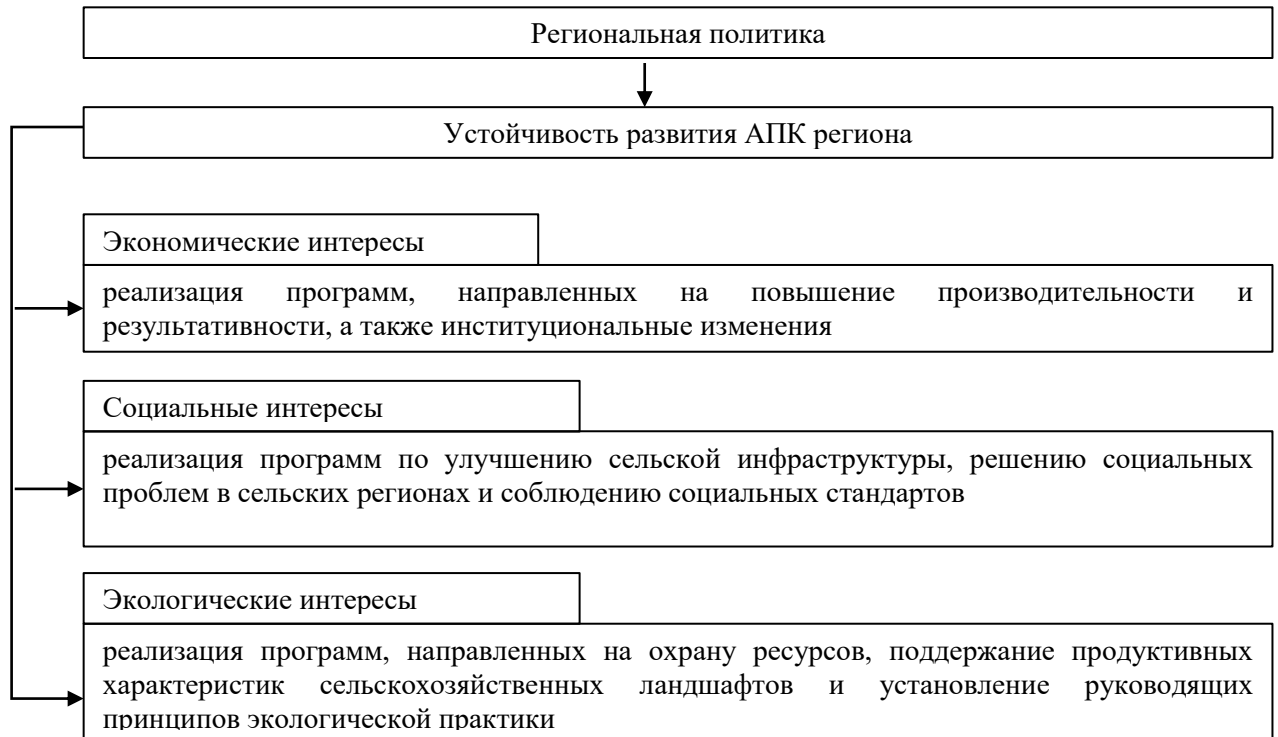 Региональная политика
Устойчивость развития АПК региона
Экономические интересы
реализация программ, направленных на повышение производительности и
результативности, а также институциональные изменения
Социальные интересы
реализация программ по улучшению сельской инфраструктуры, решению социальных
проблем в сельских регионах и соблюдению социальных стандартов
Экологические интересы
реализация программ, направленных на охрану ресурсов, поддержание продуктивных
характеристик сельскохозяйственных ландшафтов и установление руководящих
принципов экологической практики